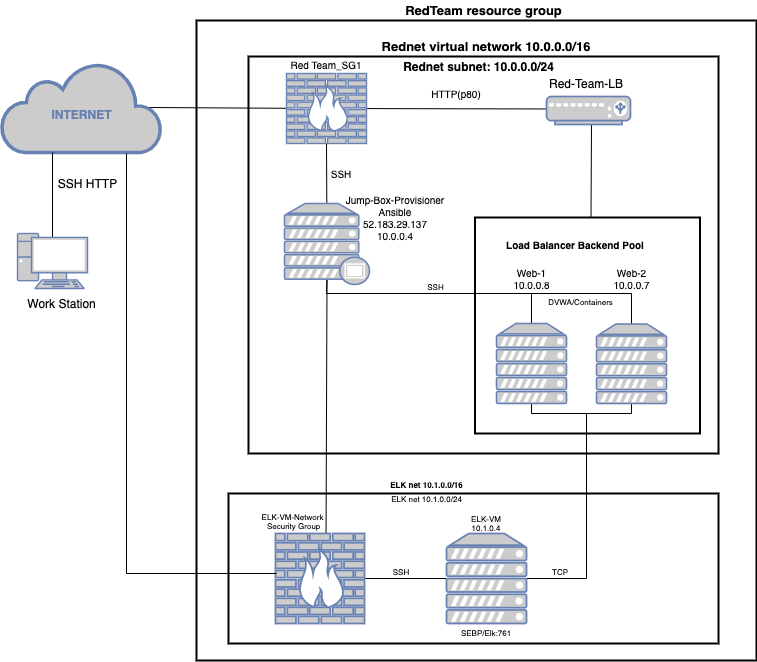 RedTeam resource group
Rednet virtual network 10.0.0.0/16
Rednet subnet: 10.0.0.0/24
Red Team_SG1
Red-Team-LB
HTTP(p80)
INTERNET
SSH HTTP
SSH
Jump-Box-Provisioner
Ansible
52.183.29.137
10.0.0.4
Work Station
Load Balancer Backend Pool
Web-1
10.0.0.8
Web-2
10.0.0.7
SSH
DVWA/Containers
ELK net 10.1.0.0/16
ELK net 10.1.0.0/24
ELK-VM-Network
Security Group
ELK-VM
10.1.0.4
SSH
TCP
SEBP/Elk:761